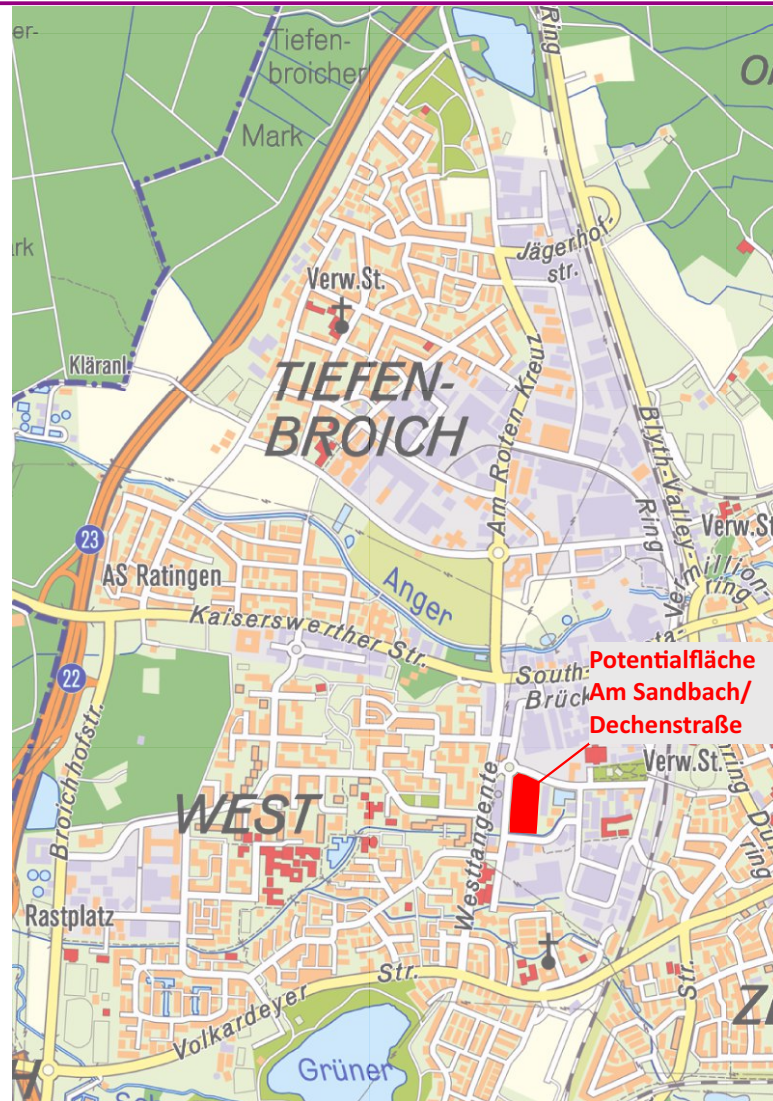 Ring
Tiefen-
broicher
Mark
Jägerhof-
str.
Verw.St.
Kläranl.
TIEFEN-
BROICH
Am Roten Kreuz
Blyth-Valley-
Ring
Verw.St
23
AS Ratingen
Anger
Kaiserswerther Str.
Vermillion-
ring
South-
Brück
Potentialfläche
Am Sandbach/
Dechenstraße
22
Verw.St.
Broichhofstr.
WEST
Westtangente
ring
Rastplatz
Str.
Volkardeyer
Str.
Grüner